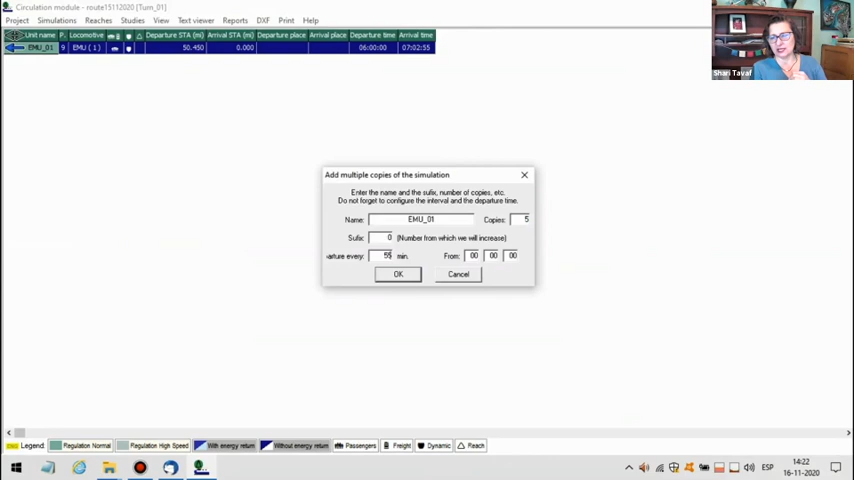 Circulation module - route15112020 [Turn_01]
Project Simulations Reaches Studies View Text viewer Reports DXF Print Help
Unit name P. Locomotive Departure STA (mi) Arrival STA (mi) Departure place Arrival place Departure time Arrival time
EMU_01 9 EMU ( 1 ) 50.450 0.000 06:00:00 07:02:55
Shari Tavaf
Add multiple copies of the simulation
Enter the name and the sufix, number of copies, etc.
Do not forget to configure the interval and the departure time.
Name: EMU_01 Copies: 5
Sufix: 0 (Number from which we will increase)
arture every: 55 min. From: 00 00 00
OK Cancel
Legend: Regulation Normal Regulation High Speed With energy return Without energy return Passengers Freight Dynamic Reach
ESP
14:22
16-11-2020